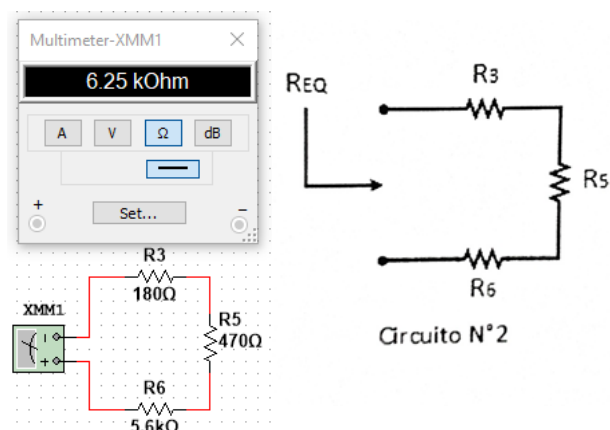 Multimeter-XMM1
6.25 kOhm
A V Ω dB
+ Set... −
R3
180Ω
XMM1
R5
470Ω
R6
5.6kΩ
REQ
R3
R5
R6
Circuito N°2